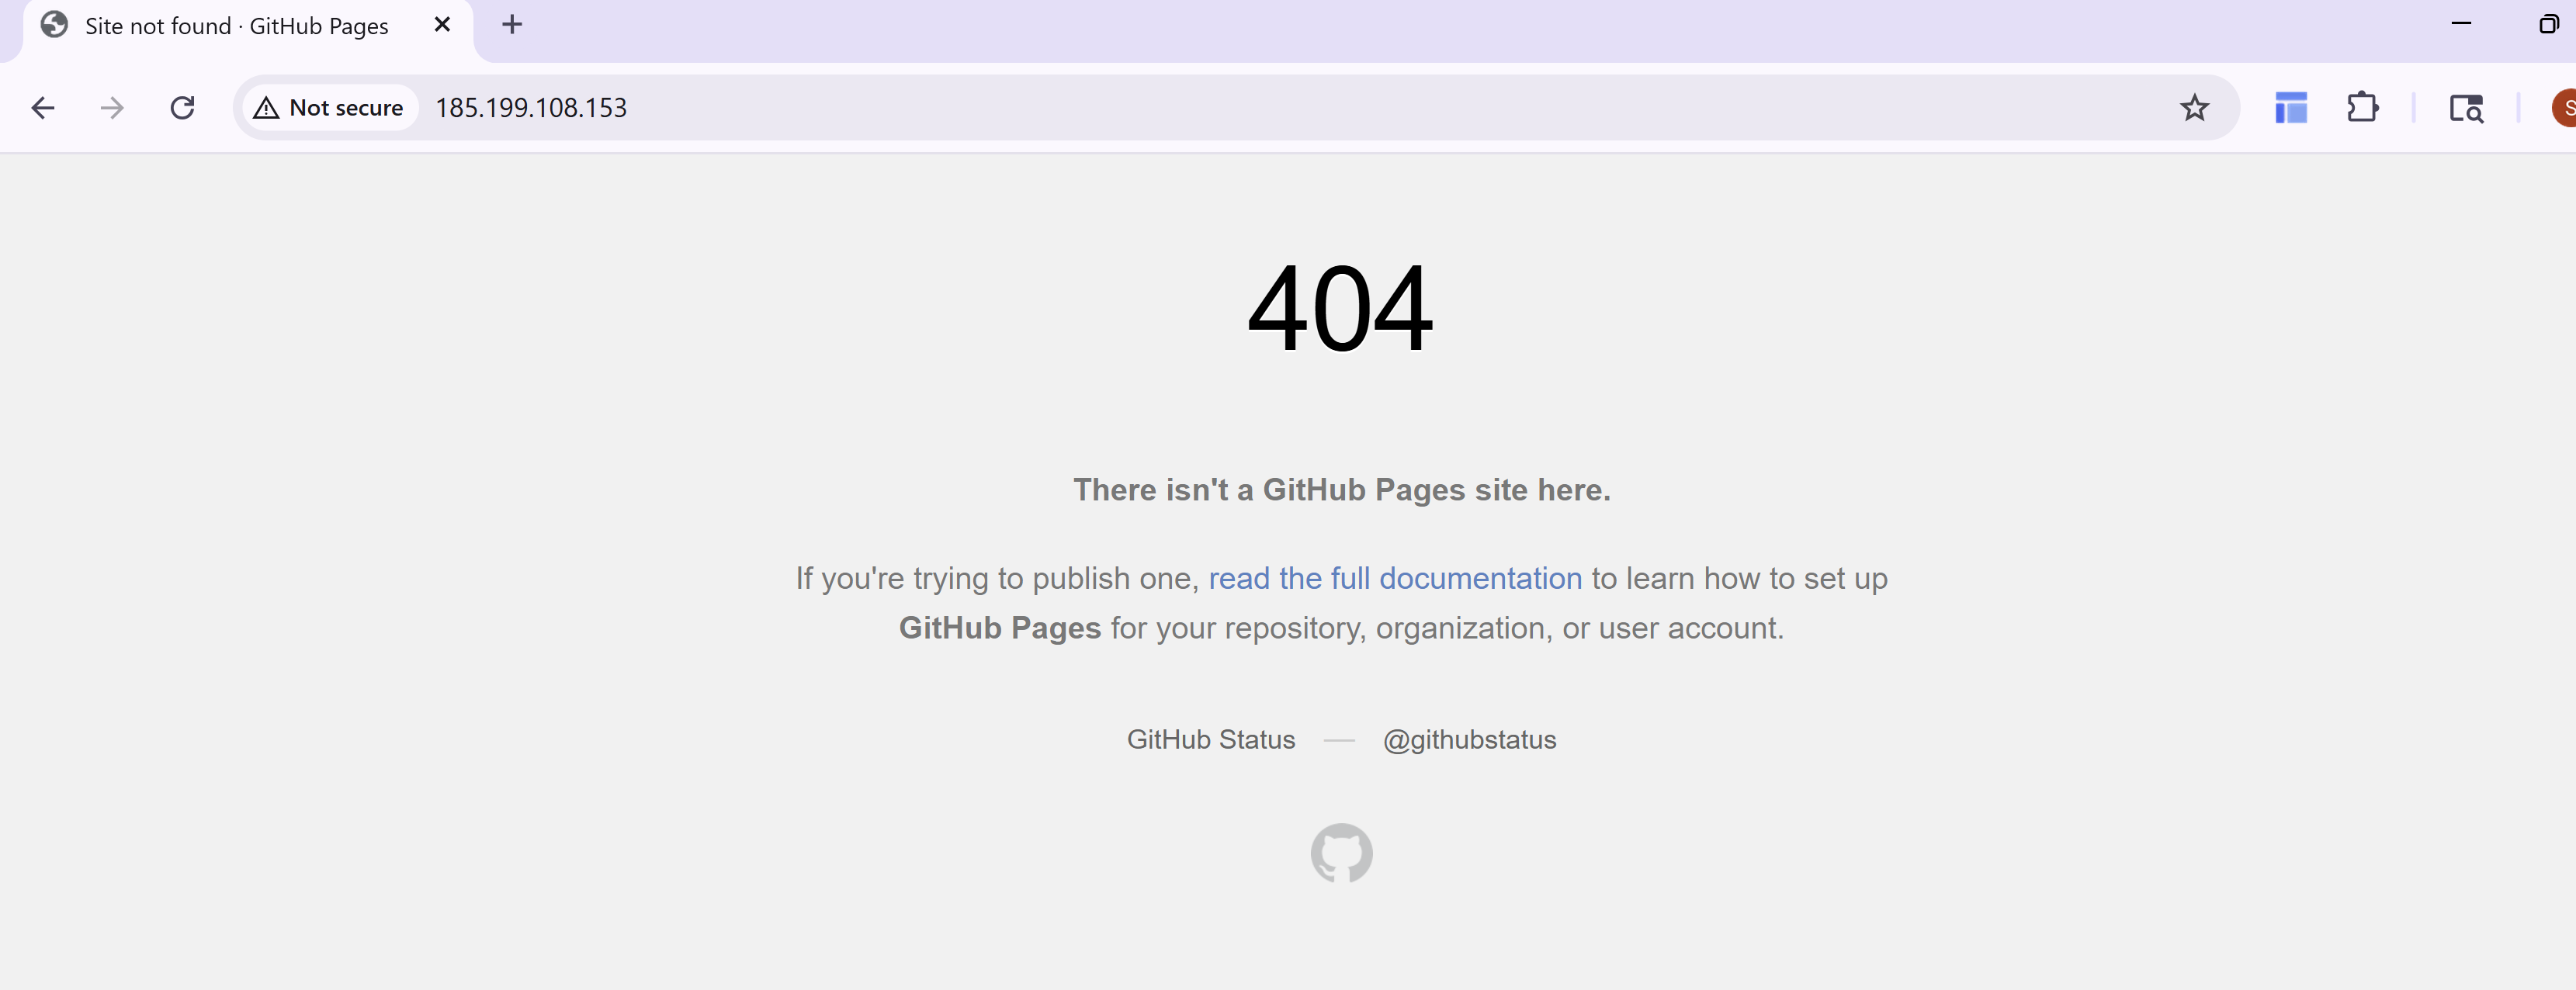 Site not found · GitHub Pages
Not secure 185.199.108.153
S
404
There isn't a GitHub Pages site here.
If you're trying to publish one, read the full documentation to learn how to set up
GitHub Pages for your repository, organization, or user account.
GitHub Status — @githubstatus